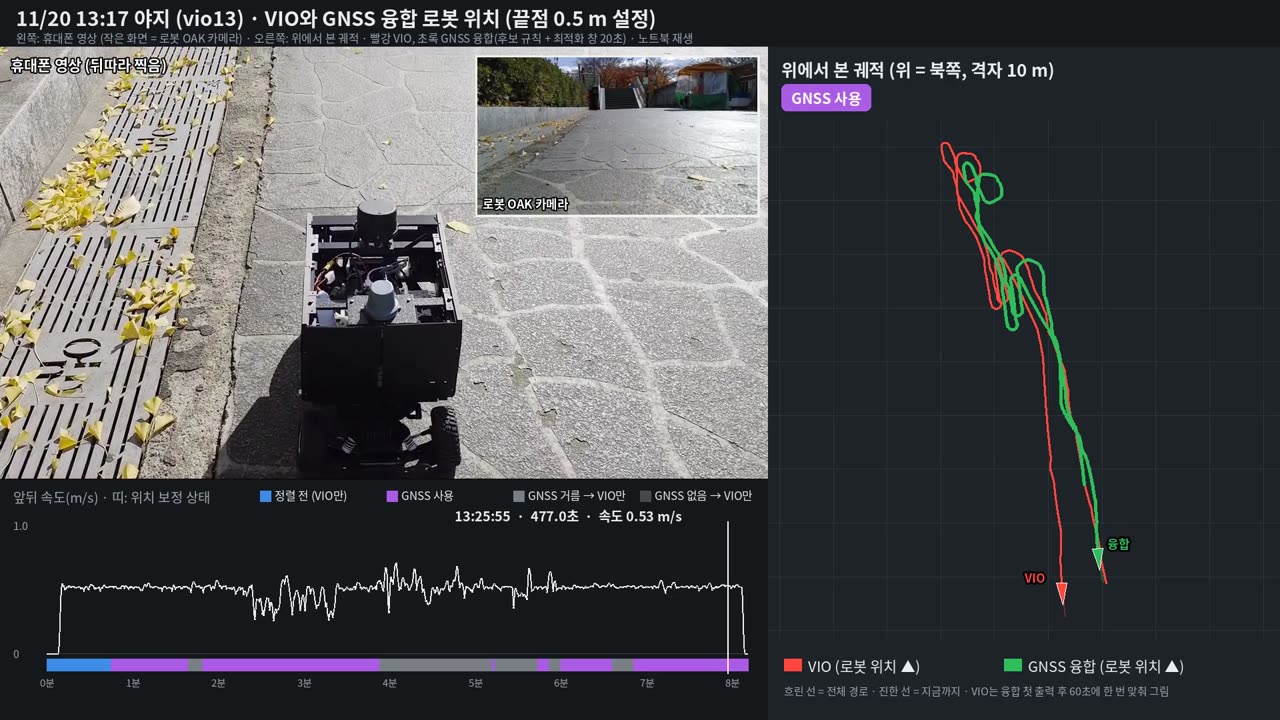 11/20 13:17 야지 (vio13) · VIO와 GNSS 융합 로봇 위치 (끝점 0.5 m 설정)
왼쪽: 휴대폰 영상 (작은 화면 = 로봇 OAK 카메라) · 오른쪽: 위에서 본 궤적 · 빨강 VIO, 초록 GNSS 융합(후보 규칙 + 최적화 창 20초) · 노트북 재생
휴대폰 영상 (뒤따라 찍음)
로봇 OAK 카메라
위에서 본 궤적 (위 = 북쪽, 격자 10 m)
GNSS 사용
융합
VIO
앞뒤 속도(m/s) · 띠: 위치 보정 상태
정렬 전 (VIO만)
GNSS 사용
GNSS 거름 → VIO만
GNSS 없음 → VIO만
13:25:55 · 477.0초 · 속도 0.53 m/s
1.0
0
0분 1분 2분 3분 4분 5분 6분 7분 8분
VIO (로봇 위치 ▲)
GNSS 융합 (로봇 위치 ▲)
흐린 선 = 전체 경로 · 진한 선 = 지금까지 · VIO는 융합 첫 출력 후 60초에 한 번 맞춰 그림